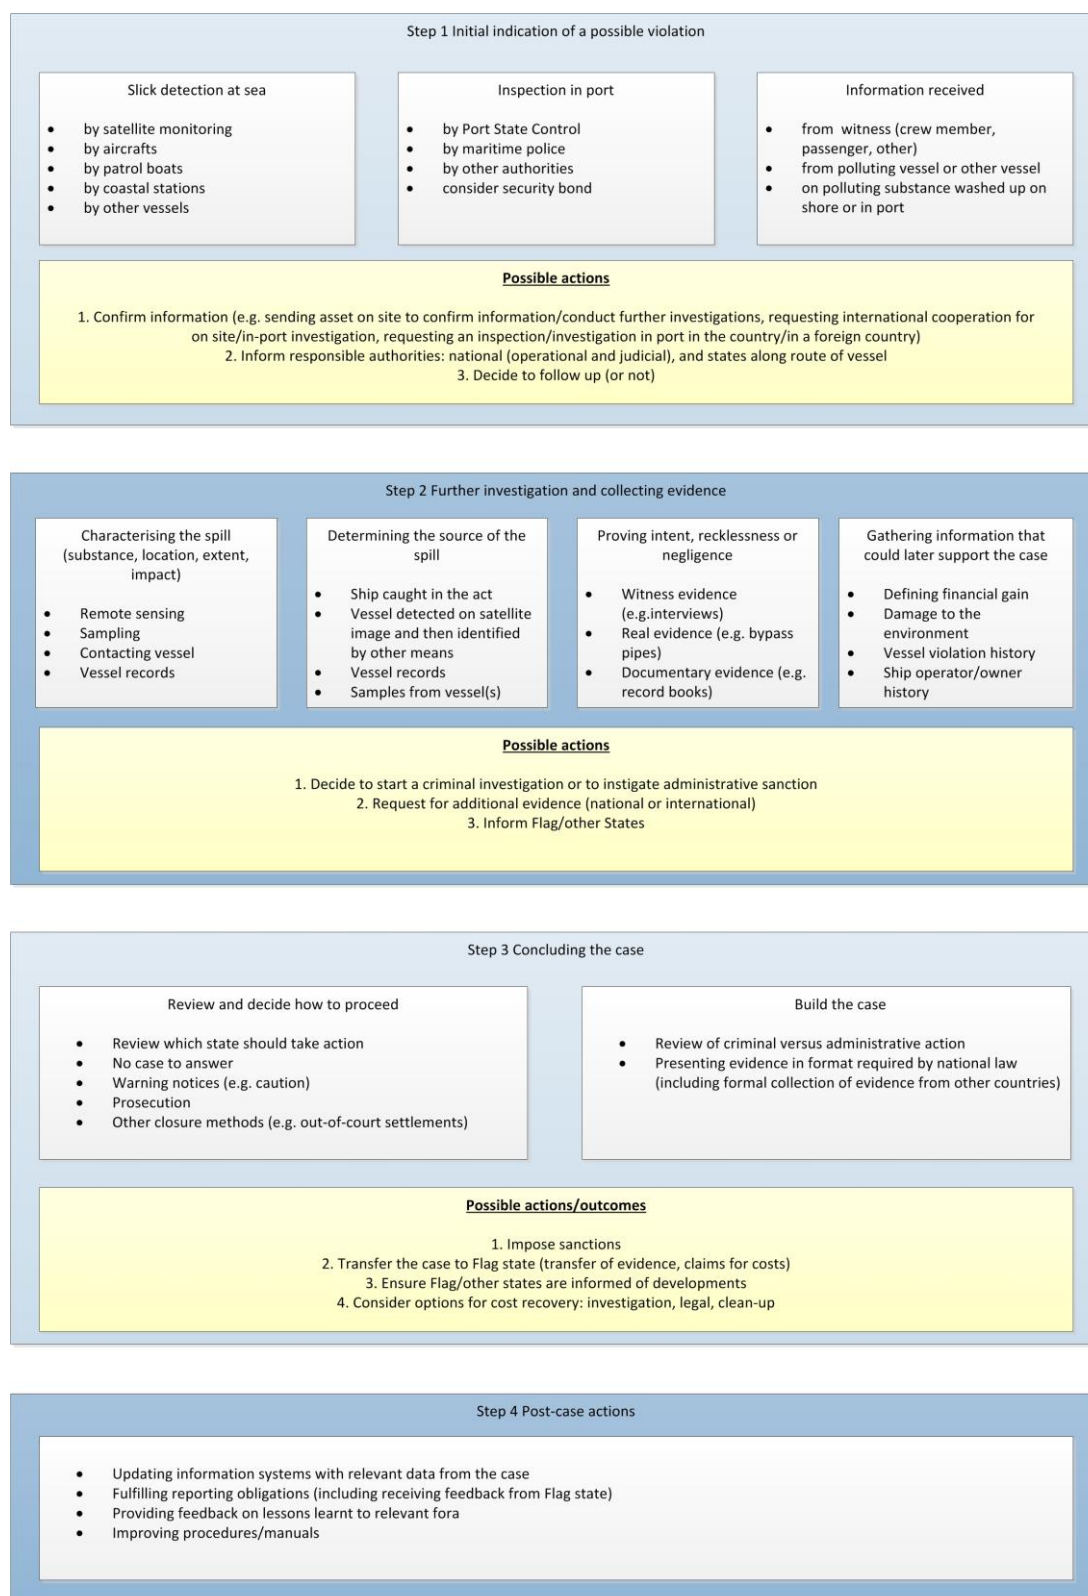 Step 1 Initial indication of a possible violation
Slick detection at sea
• by satellite monitoring
• by aircrafts
• by patrol boats
• by coastal stations
• by other vessels
Inspection in port
• by Port State Control
• by maritime police
• by other authorities
• consider security bond
Information received
• from witness (crew member,
passenger, other)
• from polluting vessel or other vessel
• on polluting substance washed up on
shore or in port
Possible actions
1. Confirm information (e.g. sending asset on site to confirm information/conduct further investigations, requesting international cooperation for
on site/in-port investigation, requesting an inspection/investigation in port in the country/in a foreign country)
2. Inform responsible authorities: national (operational and judicial), and states along route of vessel
3. Decide to follow up (or not)
Step 2 Further investigation and collecting evidence
Characterising the spill
(substance, location, extent,
impact)
• Remote sensing
• Sampling
• Contacting vessel
• Vessel records
Determining the source of the
spill
• Ship caught in the act
• Vessel detected on satellite
image and then identified
by other means
• Vessel records
• Samples from vessel(s)
Proving intent, recklessness or
negligence
• Witness evidence
(e.g.interviews)
• Real evidence (e.g. bypass
pipes)
• Documentary evidence (e.g.
record books)
Gathering information that
could later support the case
• Defining financial gain
• Damage to the
environment
• Vessel violation history
• Ship operator/owner
history
Possible actions
1. Decide to start a criminal investigation or to instigate administrative sanction
2. Request for additional evidence (national or international)
3. Inform Flag/other States
Step 3 Concluding the case
Review and decide how to proceed
• Review which state should take action
• No case to answer
• Warning notices (e.g. caution)
• Prosecution
• Other closure methods (e.g. out-of-court settlements)
Build the case
• Review of criminal versus administrative action
• Presenting evidence in format required by national law
(including formal collection of evidence from other countries)
Possible actions/outcomes
1. Impose sanctions
2. Transfer the case to Flag state (transfer of evidence, claims for costs)
3. Ensure Flag/other states are informed of developments
4. Consider options for cost recovery: investigation, legal, clean-up
Step 4 Post-case actions
• Updating information systems with relevant data from the case
• Fulfilling reporting obligations (including receiving feedback from Flag state)
• Providing feedback on lessons learnt to relevant fora
• Improving procedures/manuals